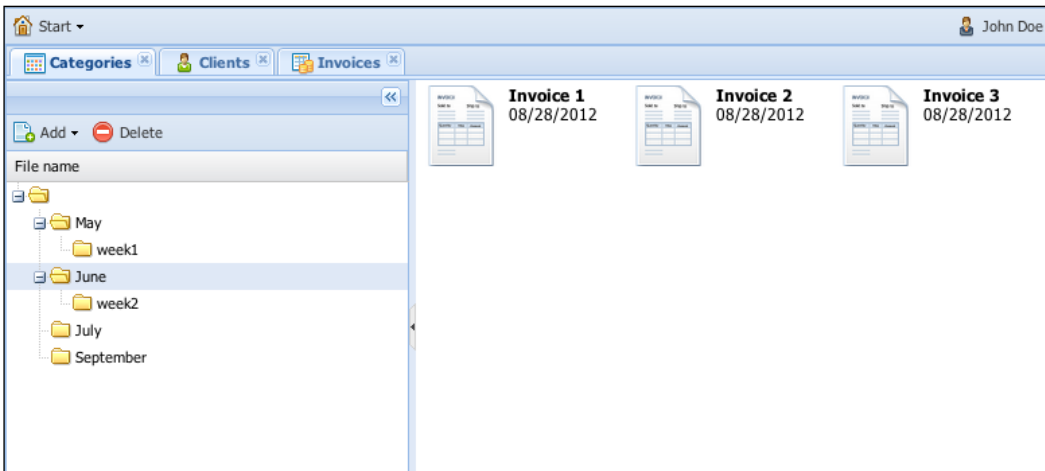 Start
John Doe
Categories
Clients
Invoices
Add
Delete
File name
May
week1
June
week2
July
September
Invoice 1
08/28/2012
Invoice 2
08/28/2012
Invoice 3
08/28/2012